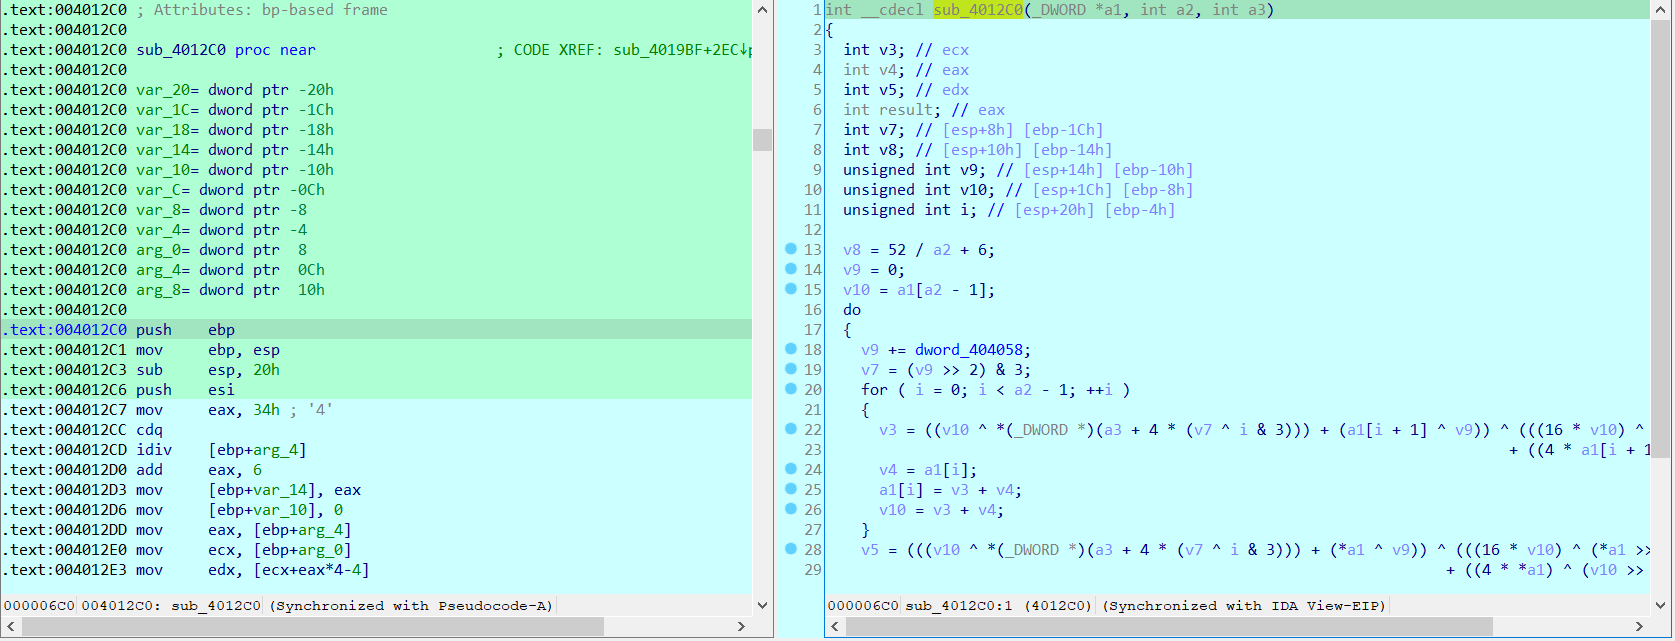 .text:004012C0 ; Attributes: bp-based frame
.text:004012C0
.text:004012C0 sub_4012C0 proc near ; CODE XREF: sub_4019BF+2EC↓p
.text:004012C0
.text:004012C0 var_20= dword ptr -20h
.text:004012C0 var_1C= dword ptr -1Ch
.text:004012C0 var_18= dword ptr -18h
.text:004012C0 var_14= dword ptr -14h
.text:004012C0 var_10= dword ptr -10h
.text:004012C0 var_C= dword ptr -0Ch
.text:004012C0 var_8= dword ptr -8
.text:004012C0 var_4= dword ptr -4
.text:004012C0 arg_0= dword ptr 8
.text:004012C0 arg_4= dword ptr 0Ch
.text:004012C0 arg_8= dword ptr 10h
.text:004012C0
.text:004012C0 push ebp
.text:004012C1 mov ebp, esp
.text:004012C3 sub esp, 20h
.text:004012C6 push esi
.text:004012C7 mov eax, 34h ; '4'
.text:004012CC cdq
.text:004012CD idiv [ebp+arg_4]
.text:004012D0 add eax, 6
.text:004012D3 mov [ebp+var_14], eax
.text:004012D6 mov [ebp+var_10], 0
.text:004012DD mov eax, [ebp+arg_4]
.text:004012E0 mov ecx, [ebp+arg_0]
.text:004012E3 mov edx, [ecx+eax*4-4]
000006C0 004012C0: sub_4012C0 (Synchronized with Pseudocode-A)
1 int __cdecl sub_4012C0(_DWORD *a1, int a2, int a3)
2 {
3 int v3; // ecx
4 int v4; // eax
5 int v5; // edx
6 int result; // eax
7 int v7; // [esp+8h] [ebp-1Ch]
8 int v8; // [esp+10h] [ebp-14h]
9 unsigned int v9; // [esp+14h] [ebp-10h]
10 unsigned int v10; // [esp+1Ch] [ebp-8h]
11 unsigned int i; // [esp+20h] [ebp-4h]
12
13 v8 = 52 / a2 + 6;
14 v9 = 0;
15 v10 = a1[a2 - 1];
16 do
17 {
18 v9 += dword_404058;
19 v7 = (v9 >> 2) & 3;
20 for ( i = 0; i < a2 - 1; ++i )
21 {
22 v3 = ((v10 ^ *(_DWORD *)(a3 + 4 * (v7 ^ i & 3))) + (a1[i + 1] ^ v9)) ^ (((16 * v10) ^
23 + ((4 * a1[i + 1
24 v4 = a1[i];
25 a1[i] = v3 + v4;
26 v10 = v3 + v4;
27 }
28 v5 = (((v10 ^ *(_DWORD *)(a3 + 4 * (v7 ^ i & 3))) + (*a1 ^ v9)) ^ (((16 * v10) ^ (*a1 >>
29 + ((4 * *a1) ^ (v10 >>
000006C0 sub_4012C0:1 (4012C0) (Synchronized with IDA View-EIP)